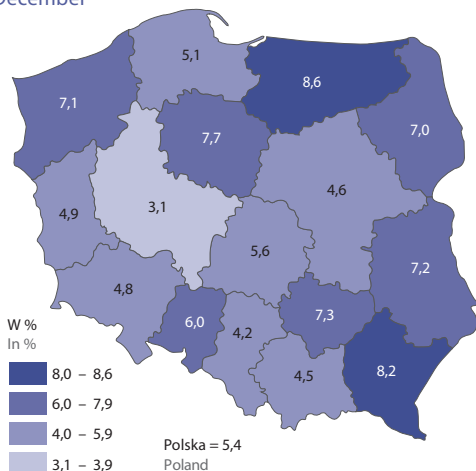 December
5,1
8,6
7,1
7,0
7,7
4,6
3,1
4,9
5,6
7,2
4,8
6,0
4,2
7,3
4,5
8,2
W %
In %
8,0 – 8,6
6,0 – 7,9
4,0 – 5,9
3,1 – 3,9
Polska = 5,4
Poland